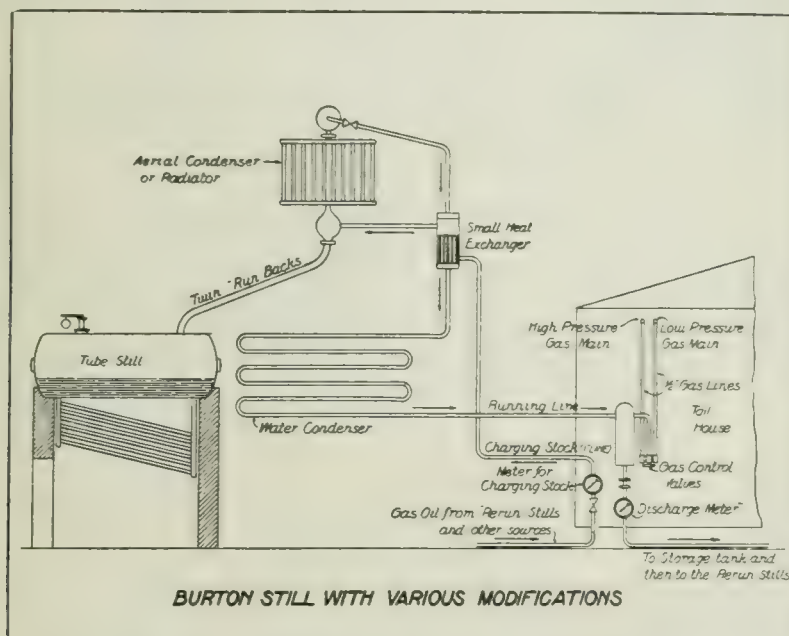 Aerial Condenser
or Radiator
Small Heat
Exchanger
Twin "Run Backs
Tube Still
High Pressure
Gas Main
Low Pressure
Gas Main
Gas Lines
Tail
House
Running Line
Water Condenser
Charging Stock
Meter for
Charging Stock
Gas Control
Valves
Gas Oil from Rerun Stills
and other sources
Discharge Meter
To Storage tank and
then to the Rerun Stills
BURTON STILL WITH VARIOUS MODIFICATIONS